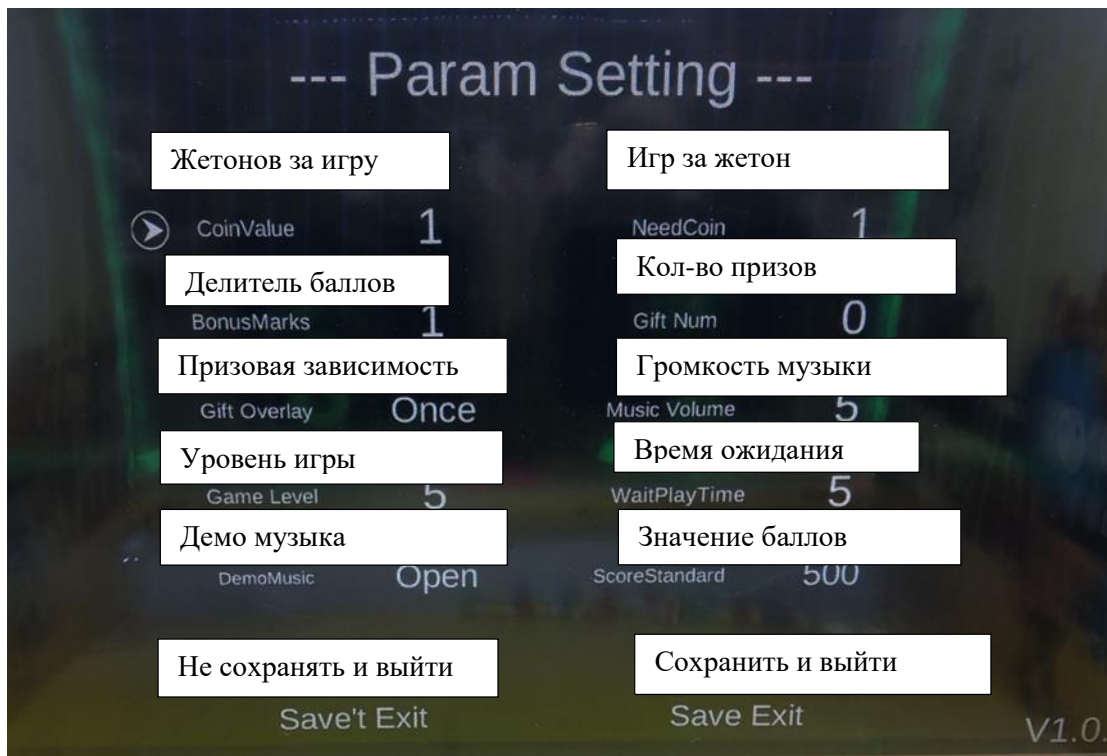 --- Param Setting ---
Жетонов за игру
Игр за жетон
CoinValue 1
NeedCoin 1
Делитель баллов
Кол-во призов
BonusMarks 1
Gift Num 0
Призовая зависимость
Громкость музыки
Gift Overlay Once
Music Volume 5
Уровень игры
Время ожидания
Game Level 5
WaitPlayTime 5
Демо музыка
Значение баллов
DemoMusic Open
ScoreStandard 500
Не сохранять и выйти
Сохранить и выйти
Save't Exit
Save Exit
V1.0.